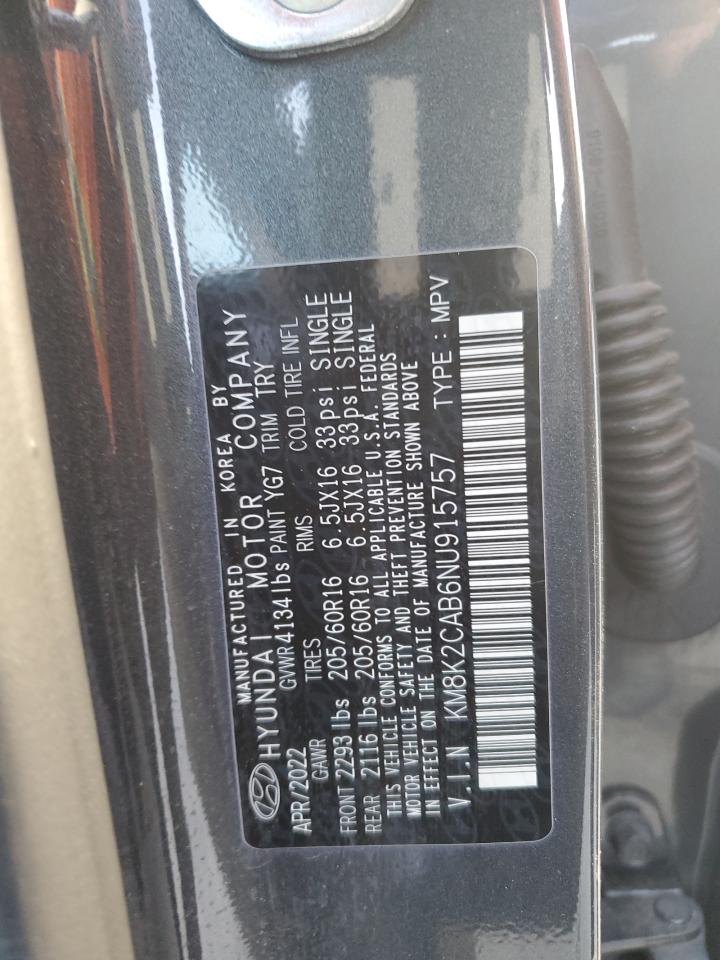 MANUFACTURED IN KOREA BY
HYUNDAI MOTOR COMPANY
APR/2022 GVWR4134lbs PAINT YG7 TRIM TRY
GAWR TIRES RIMS COLD TIRE INFL
FRONT 2293 lbs 205/60R16 6.5JX16 33psi SINGLE
REAR 2116 lbs 205/60R16 6.5JX16 33psi SINGLE
THIS VEHICLE CONFORMS TO ALL APPLICABLE U.S.A. FEDERAL
MOTOR VEHICLE SAFETY AND THEFT PREVENTION STANDARDS
IN EFFECT ON THE DATE OF MANUFACTURE SHOWN ABOVE
V.I.N KM8K2CAB6NU915757 TYPE : MPV